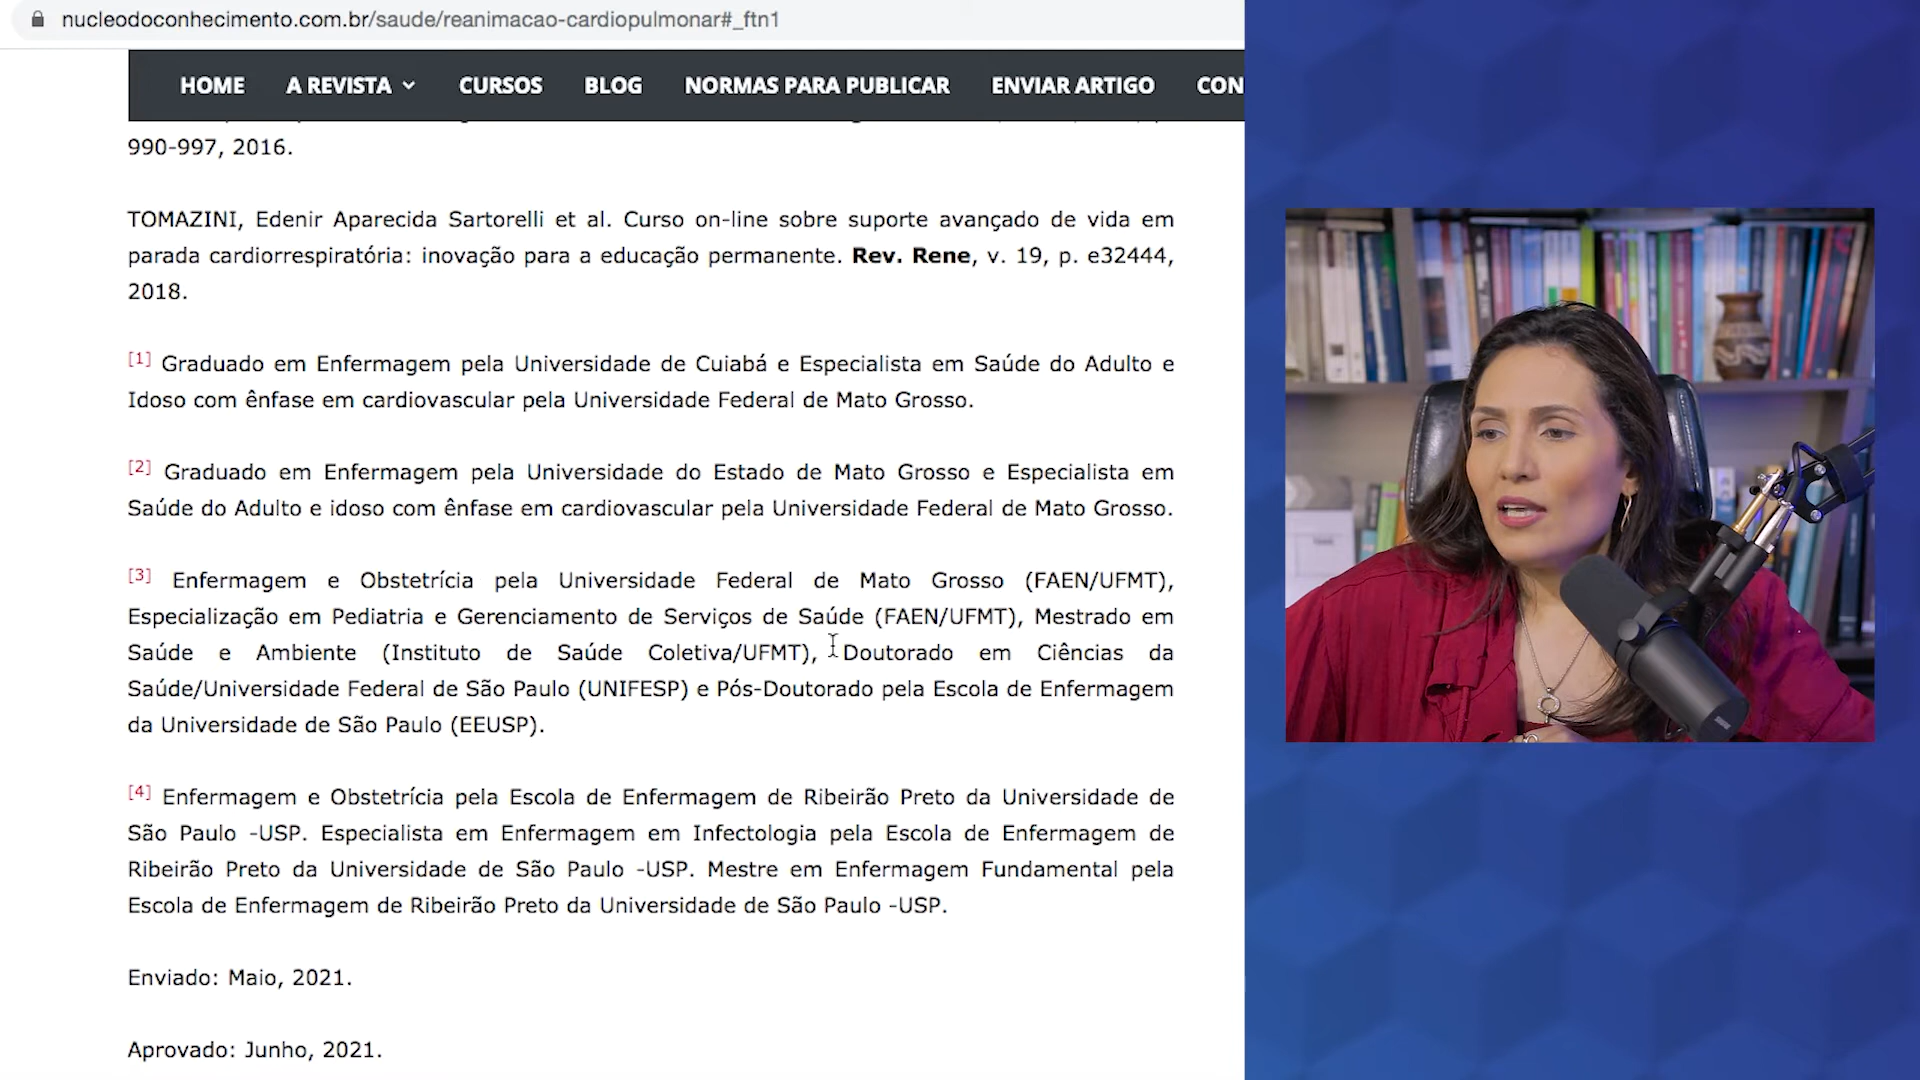 nucleodoconhecimento.com.br/saude/reanimacao-cardiopulmonar#_ftn1
HOME A REVISTA CURSOS BLOG NORMAS PARA PUBLICAR ENVIAR ARTIGO CON
990-997, 2016.
TOMAZINI, Edenir Aparecida Sartorelli et al. Curso on-line sobre suporte avançado de vida em
parada cardiorrespiratória: inovação para a educação permanente. Rev. Rene, v. 19, p. e32444,
2018.
[1] Graduado em Enfermagem pela Universidade de Cuiabá e Especialista em Saúde do Adulto e
Idoso com ênfase em cardiovascular pela Universidade Federal de Mato Grosso.
[2] Graduado em Enfermagem pela Universidade do Estado de Mato Grosso e Especialista em
Saúde do Adulto e idoso com ênfase em cardiovascular pela Universidade Federal de Mato Grosso.
[3] Enfermagem e Obstetrícia pela Universidade Federal de Mato Grosso (FAEN/UFMT),
Especialização em Pediatria e Gerenciamento de Serviços de Saúde (FAEN/UFMT), Mestrado em
Saúde e Ambiente (Instituto de Saúde Coletiva/UFMT), Doutorado em Ciências da
Saúde/Universidade Federal de São Paulo (UNIFESP) e Pós-Doutorado pela Escola de Enfermagem
da Universidade de São Paulo (EEUSP).
[4] Enfermagem e Obstetrícia pela Escola de Enfermagem de Ribeirão Preto da Universidade de
São Paulo -USP. Especialista em Enfermagem em Infectologia pela Escola de Enfermagem de
Ribeirão Preto da Universidade de São Paulo -USP. Mestre em Enfermagem Fundamental pela
Escola de Enfermagem de Ribeirão Preto da Universidade de São Paulo -USP.
Enviado: Maio, 2021.
Aprovado: Junho, 2021.